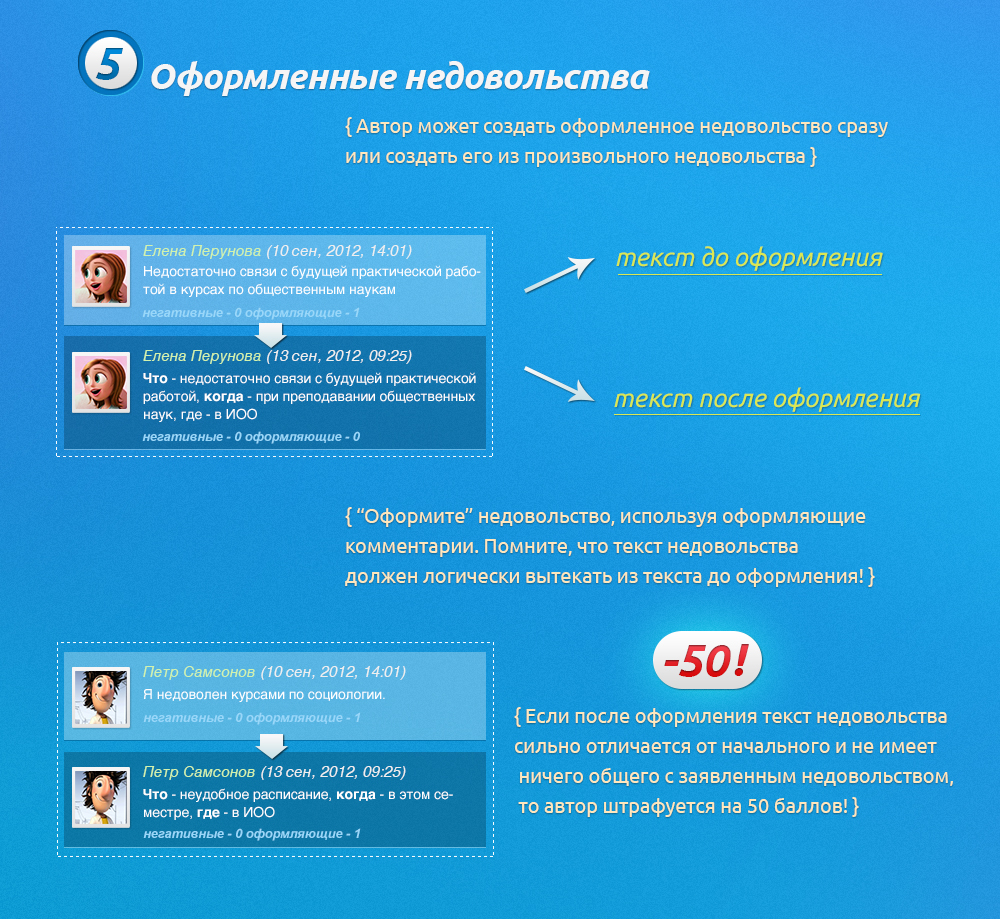 5
Оформленные недовольства
{ Автор может создать оформленное недовольство сразу
или создать его из произвольного недовольства }
Елена Перунова (10 сен, 2012, 14:01)
Недостаточно связи с будущей практической рабо-
той в курсах по общественным наукам
негативные - 0 оформляющие - 1
Елена Перунова (13 сен, 2012, 09:25)
Что - недостаточно связи с будущей практической
работой, когда - при преподавании общественных
наук, где - в ИОО
негативные - 0 оформляющие - 0
текст до оформления
текст после оформления
{ “Оформите” недовольство, используя оформляющие
комментарии. Помните, что текст недовольства
должен логически вытекать из текста до оформления! }
Петр Самсонов (10 сен, 2012, 14:01)
Я недоволен курсами по социологии.
негативные - 0 оформляющие - 1
Петр Самсонов (13 сен, 2012, 09:25)
Что - неудобное расписание, когда - в этом се-
местре, где - в ИОО
негативные - 0 оформляющие - 1
-50!
{ Если после оформления текст недовольства
сильно отличается от начального и не имеет
ничего общего с заявленным недовольством,
то автор штрафуется на 50 баллов! }